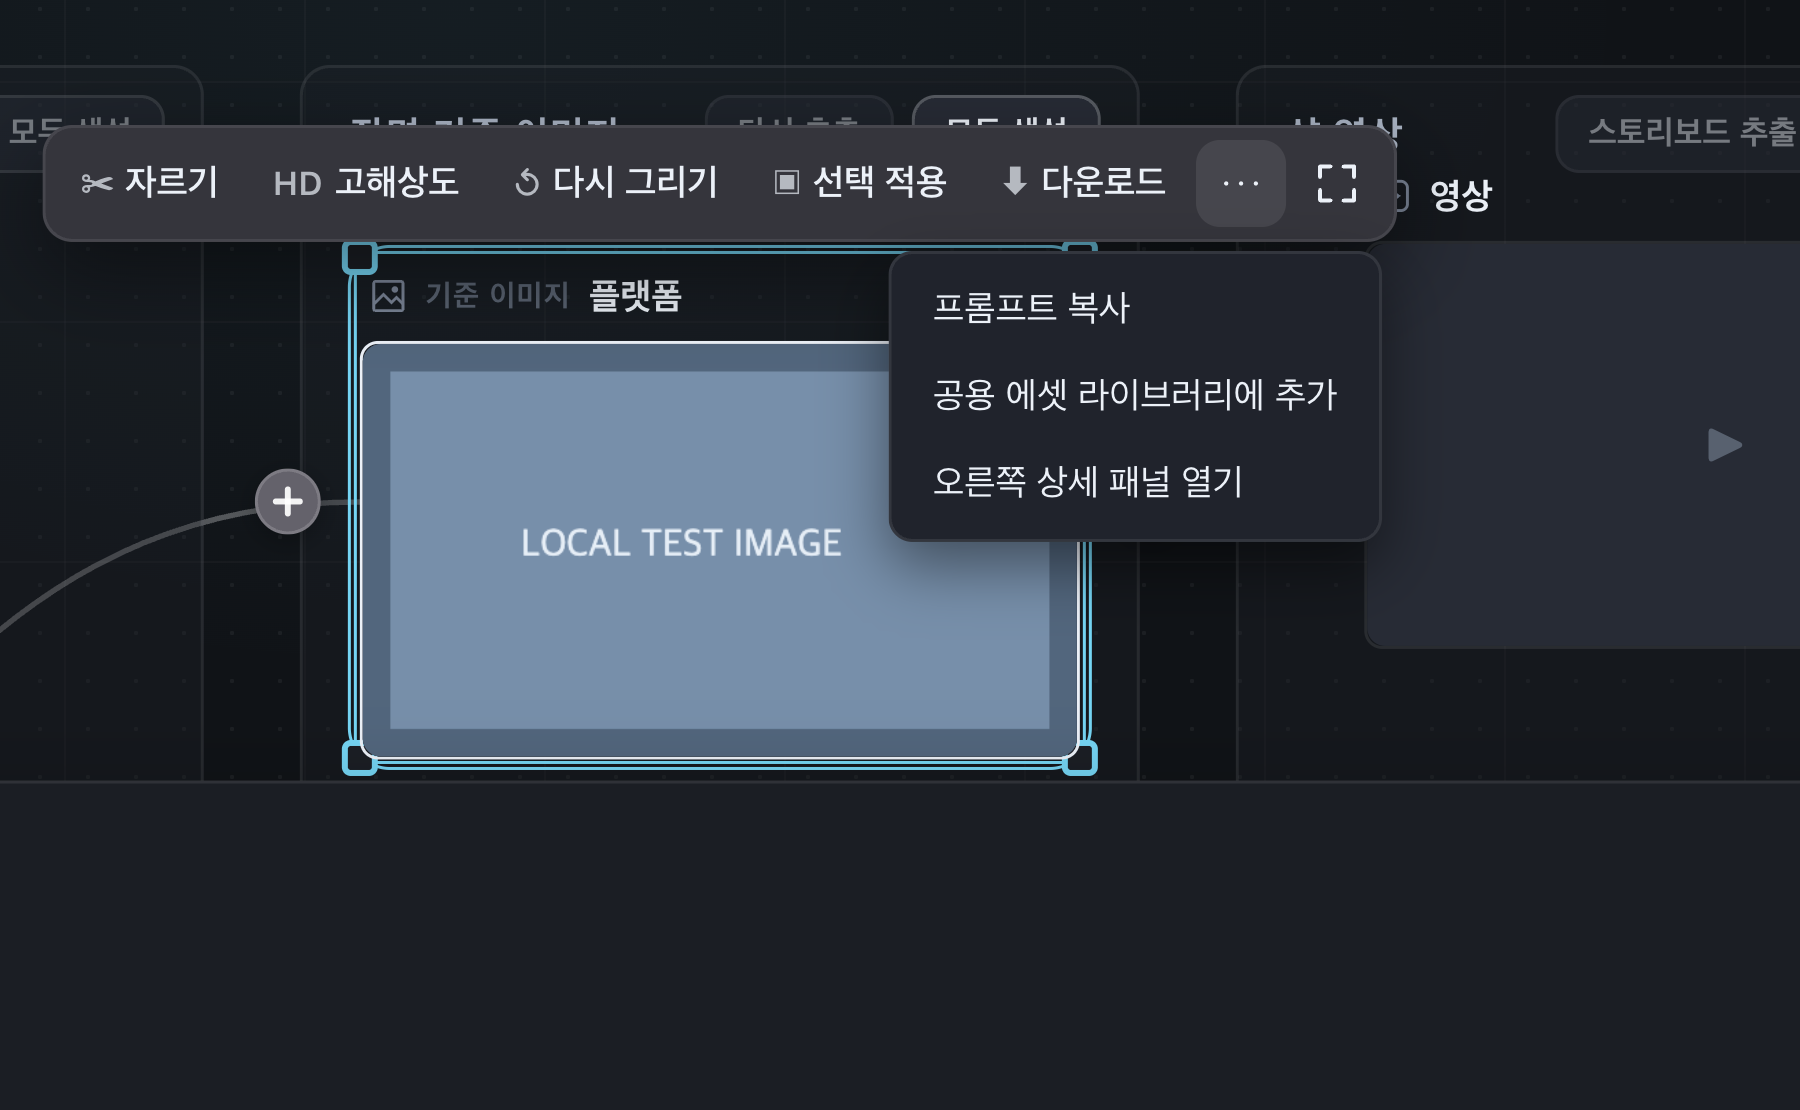 스토리보드 추출
자르기 HD 고해상도 다시 그리기 선택 적용 다운로드 ...
영상
기준 이미지 플랫폼
프롬프트 복사
공용 에셋 라이브러리에 추가
오른쪽 상세 패널 열기
LOCAL TEST IMAGE